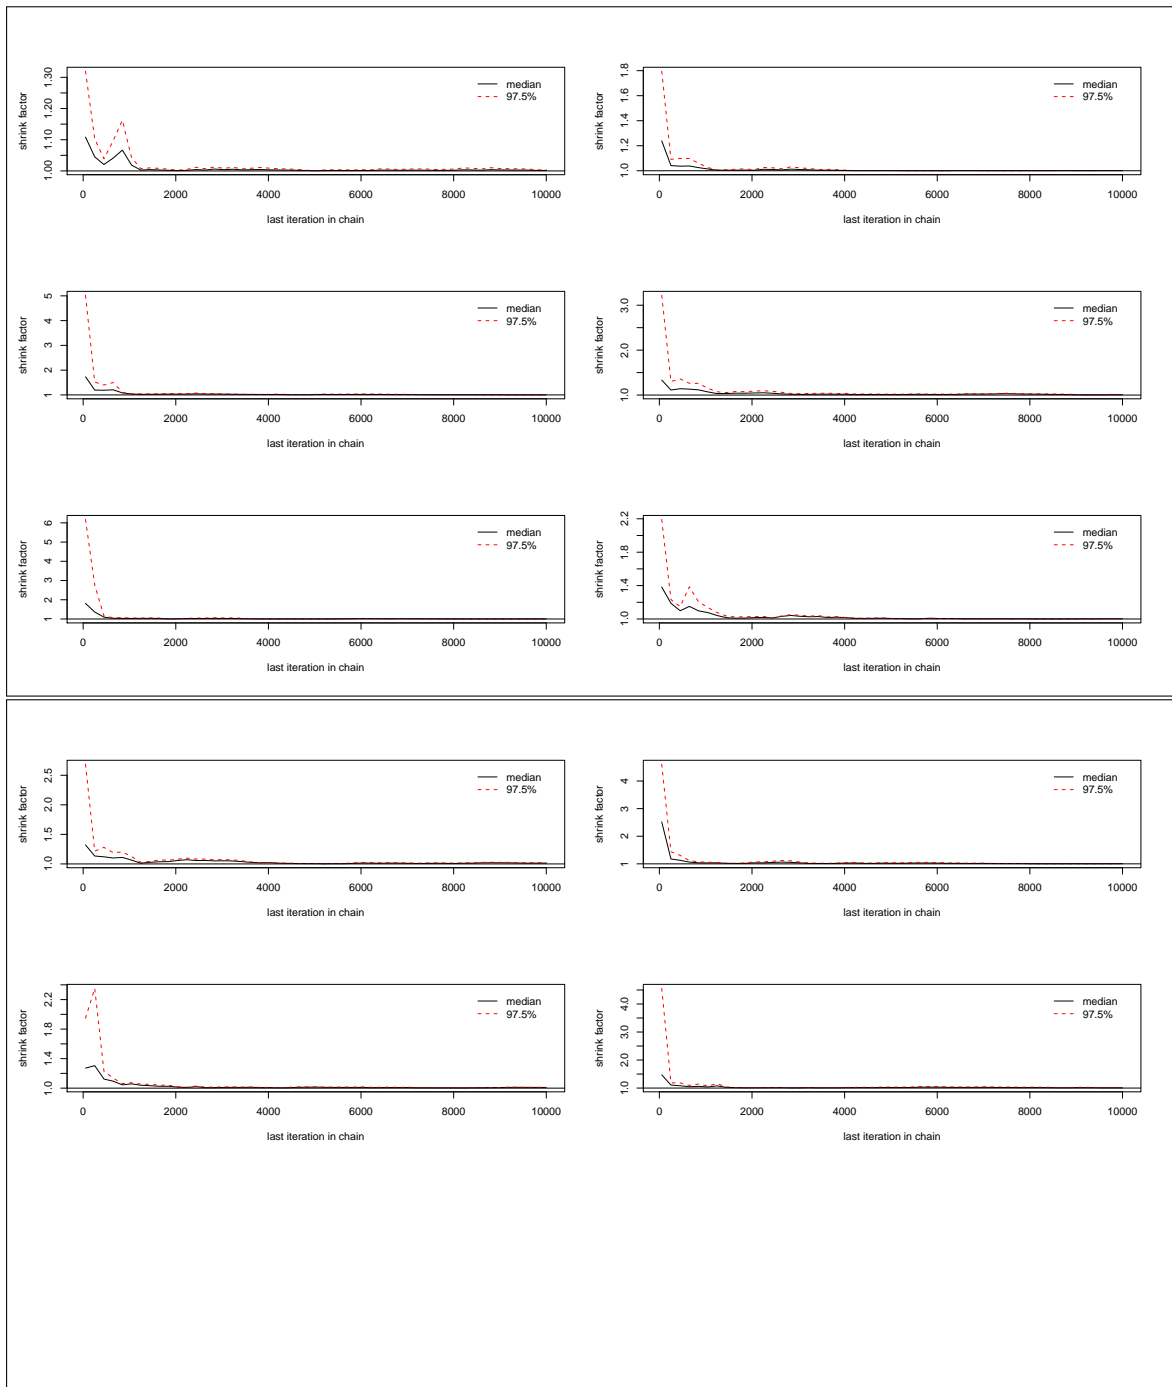 median
97.5%
1.00 1.10 1.20 1.30
shrink factor
0 2000 4000 6000 8000 10000
last iteration in chain
median
97.5%
1.0 1.2 1.4 1.6 1.8
shrink factor
0 2000 4000 6000 8000 10000
last iteration in chain
median
97.5%
1 2 3 4 5
shrink factor
0 2000 4000 6000 8000 10000
last iteration in chain
median
97.5%
1.0 2.0 3.0
shrink factor
0 2000 4000 6000 8000 10000
last iteration in chain
median
97.5%
1 2 3 4 5 6
shrink factor
0 2000 4000 6000 8000 10000
last iteration in chain
median
97.5%
1.0 1.4 1.8 2.2
shrink factor
0 2000 4000 6000 8000 10000
last iteration in chain
median
97.5%
1.0 1.5 2.0 2.5
shrink factor
0 2000 4000 6000 8000 10000
last iteration in chain
median
97.5%
1 2 3 4
shrink factor
0 2000 4000 6000 8000 10000
last iteration in chain
median
97.5%
1.0 1.4 1.8 2.2
shrink factor
0 2000 4000 6000 8000 10000
last iteration in chain
median
97.5%
1.0 2.0 3.0 4.0
shrink factor
0 2000 4000 6000 8000 10000
last iteration in chain